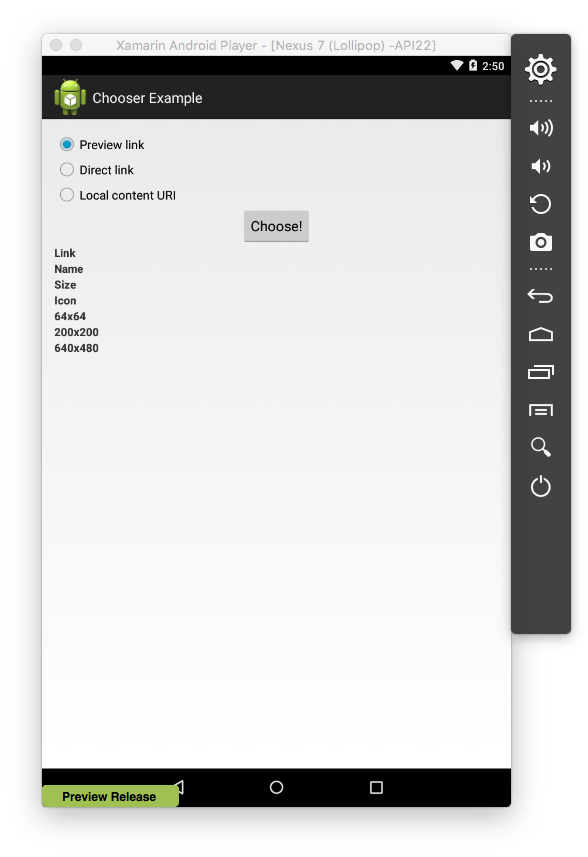 Xamarin Android Player - [Nexus 7 (Lollipop) -API22]
2:50
Chooser Example
Preview link
Direct link
Local content URI
Choose!
Link
Name
Size
Icon
64x64
200x200
640x480
Preview Release